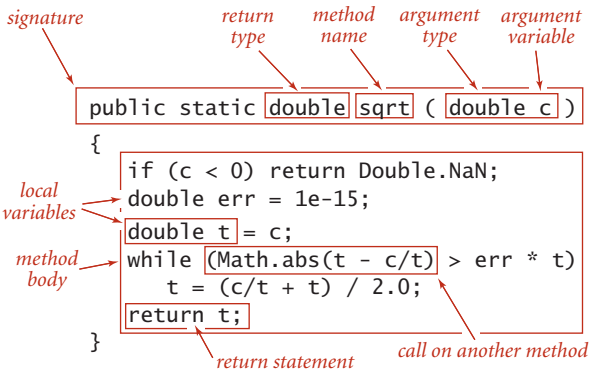 signature
return type
method name
argument type
argument variable
public static double sqrt ( double c )
{
if (c < 0) return Double.NaN;
double err = 1e-15;
local variables
double t = c;
method body
while (Math.abs(t - c/t) > err * t)
t = (c/t + t) / 2.0;
return t;
}
return statement
call on another method